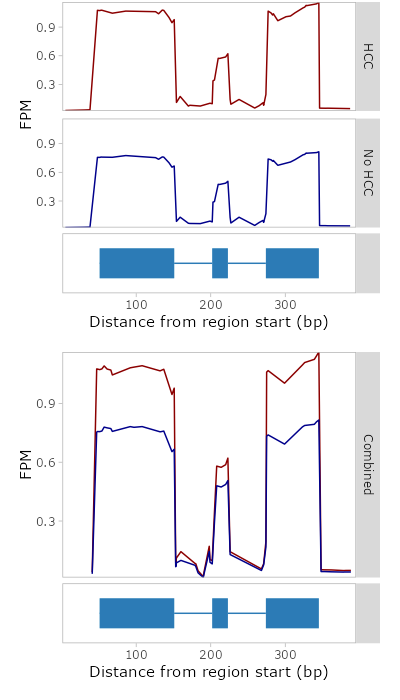 0.9
0.6
0.3
HCC
FPM
0.9
0.6
0.3
No HCC
100
200
300
Distance from region start (bp)
0.9
0.6
0.3
FPM
Combined
100
200
300
Distance from region start (bp)